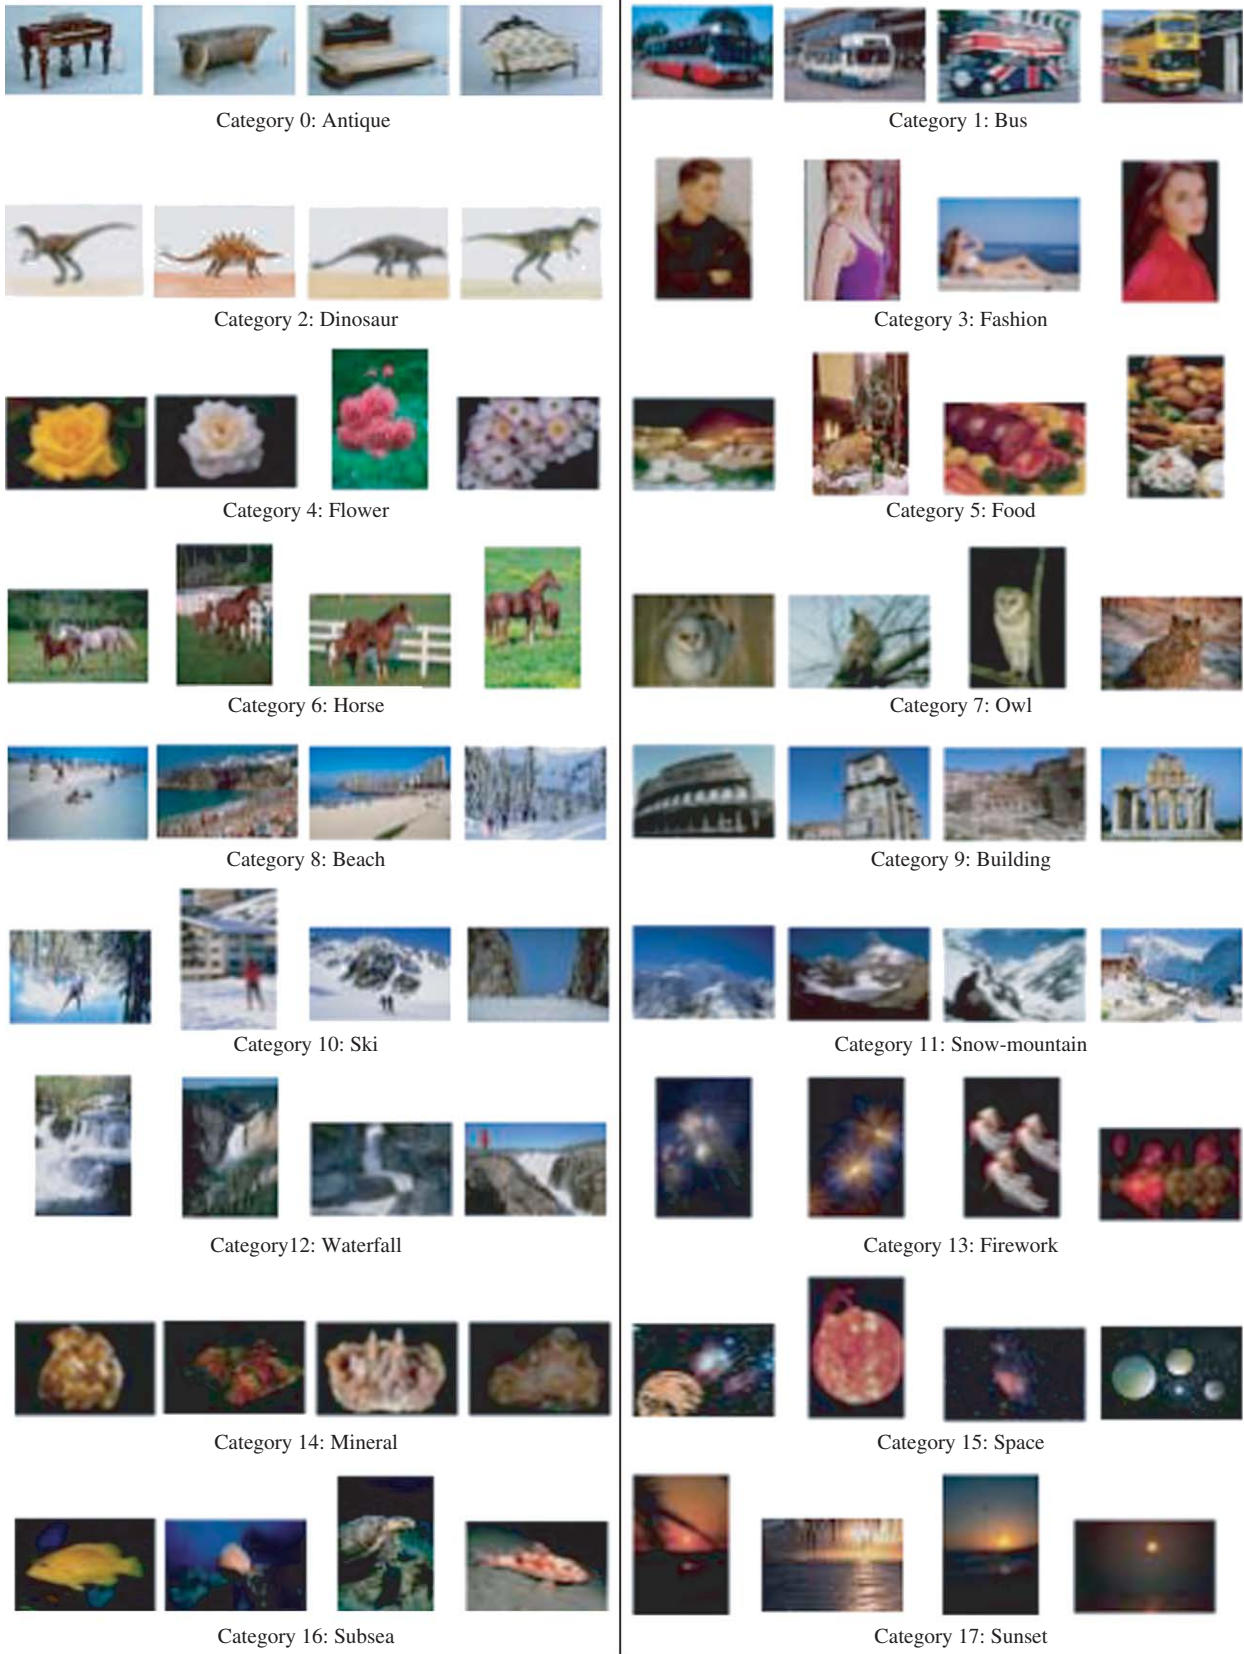 Category 0: Antique
Category 1: Bus
Category 2: Dinosaur
Category 3: Fashion
Category 4: Flower
Category 5: Food
Category 6: Horse
Category 7: Owl
Category 8: Beach
Category 9: Building
Category 10: Ski
Category 11: Snow-mountain
Category12: Waterfall
Category 13: Firework
Category 14: Mineral
Category 15: Space
Category 16: Subsea
Category 17: Sunset